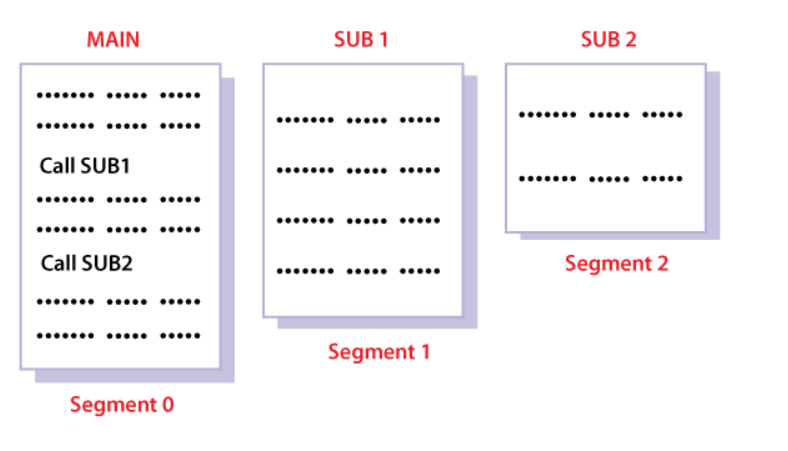 MAIN
Call SUB1
Call SUB2
Segment 0
SUB 1
Segment 1
SUB 2
Segment 2